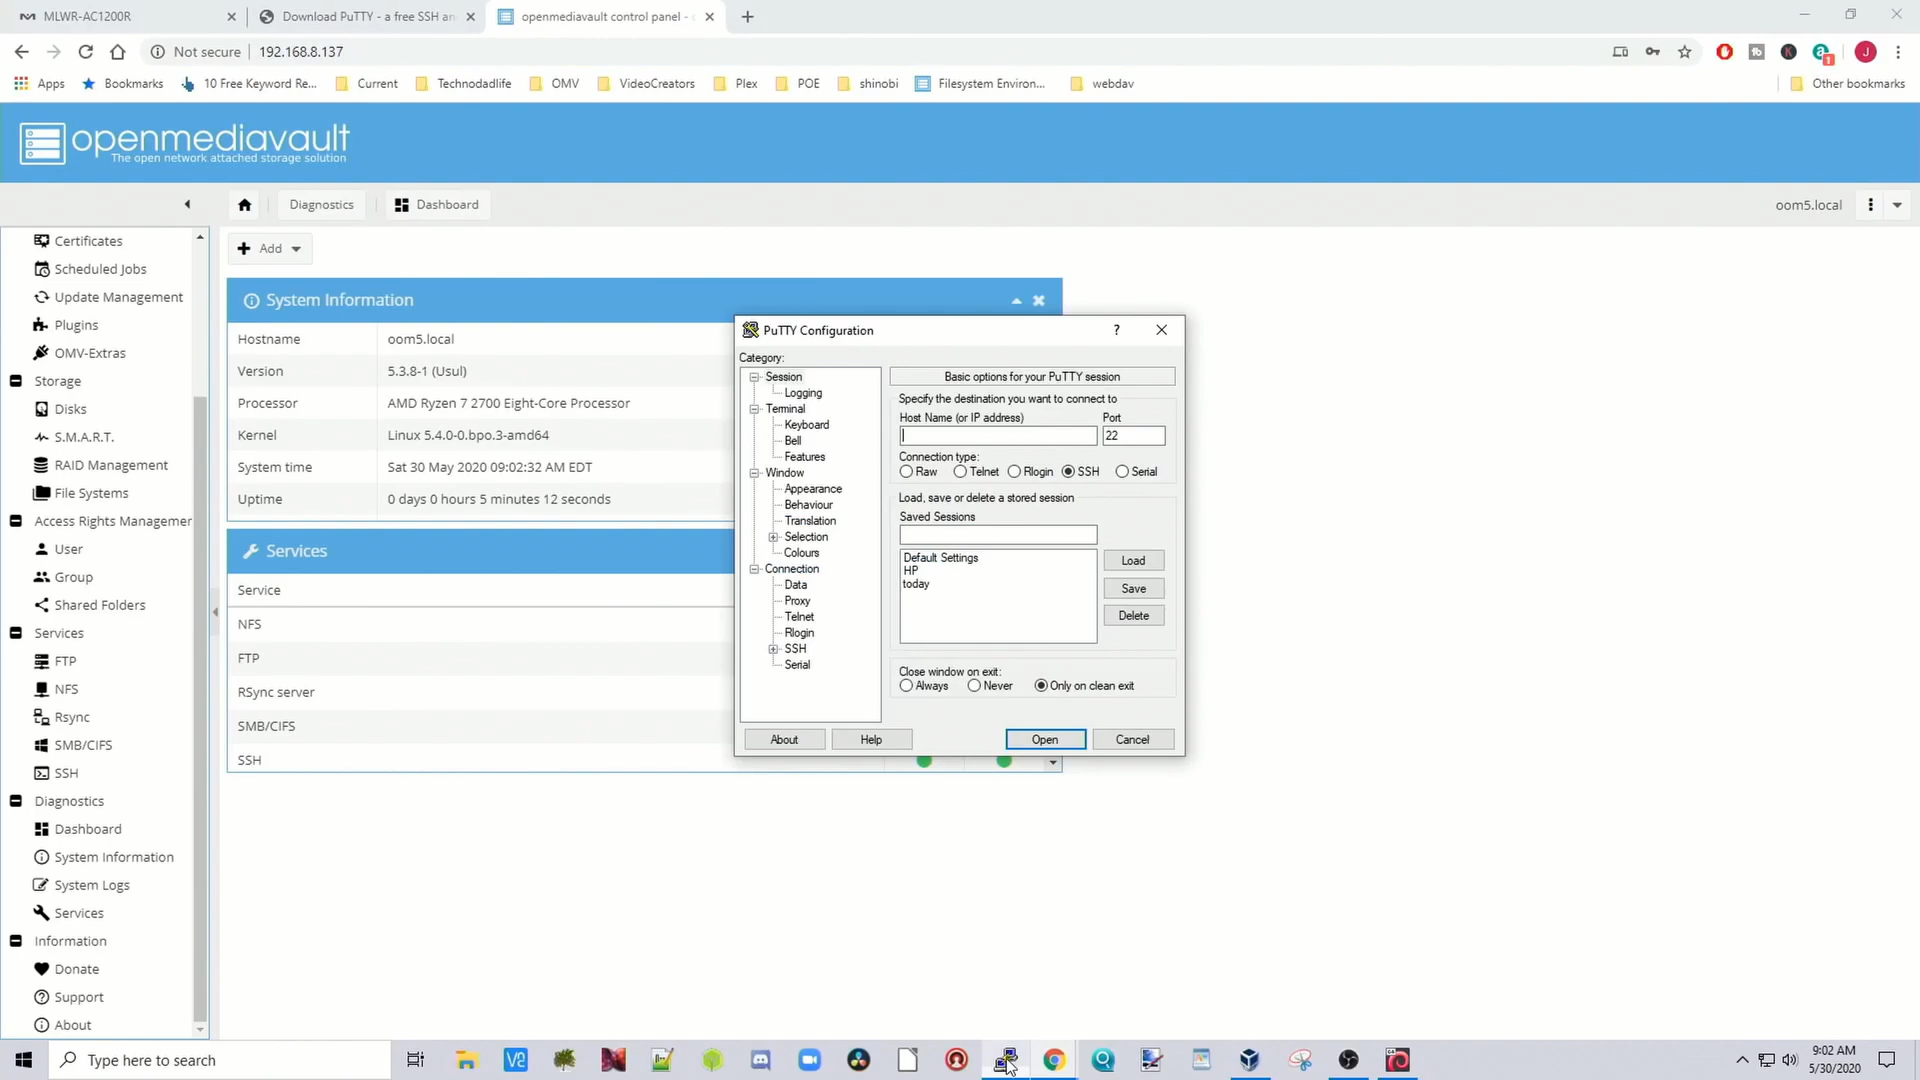 MLWR-AC1200R
Download PuTTY - a free SSH an
openmediavault control panel -
Not secure
192.168.8.137
Apps
Bookmarks
10 Free Keyword Re...
Current
Technodadlife
OMV
VideoCreators
Plex
POE
shinobi
Filesystem Environ...
webdav
Other bookmarks
openmediavault
The open network attached storage solution
Diagnostics
Dashboard
oom5.local
Certificates
Scheduled Jobs
Update Management
Plugins
OMV-Extras
Storage
Disks
S.M.A.R.T.
RAID Management
File Systems
Access Rights Managemer
User
Group
Shared Folders
Services
FTP
NFS
Rsync
SMB/CIFS
SSH
Diagnostics
Dashboard
System Information
System Logs
Services
Information
Donate
Support
About
Add
System Information
Hostname oom5.local
Version 5.3.8-1 (Usul)
Processor AMD Ryzen 7 2700 Eight-Core Processor
Kernel Linux 5.4.0-0.bpo.3-amd64
System time Sat 30 May 2020 09:02:32 AM EDT
Uptime 0 days 0 hours 5 minutes 12 seconds
Services
Service
NFS
FTP
RSync server
SMB/CIFS
SSH
PuTTY Configuration
?
Category:
Session
Logging
Terminal
Keyboard
Bell
Features
Window
Appearance
Behaviour
Translation
Selection
Colours
Connection
Data
Proxy
Telnet
Rlogin
SSH
Serial
Basic options for your PuTTY session
Specify the destination you want to connect to
Host Name (or IP address) Port
22
Connection type:
Raw Telnet Rlogin SSH Serial
Load, save or delete a stored session
Saved Sessions
Default Settings
HP
today
Load
Save
Delete
Close window on exit:
Always Never Only on clean exit
About Help Open Cancel
Type here to search
9:02 AM
5/30/2020